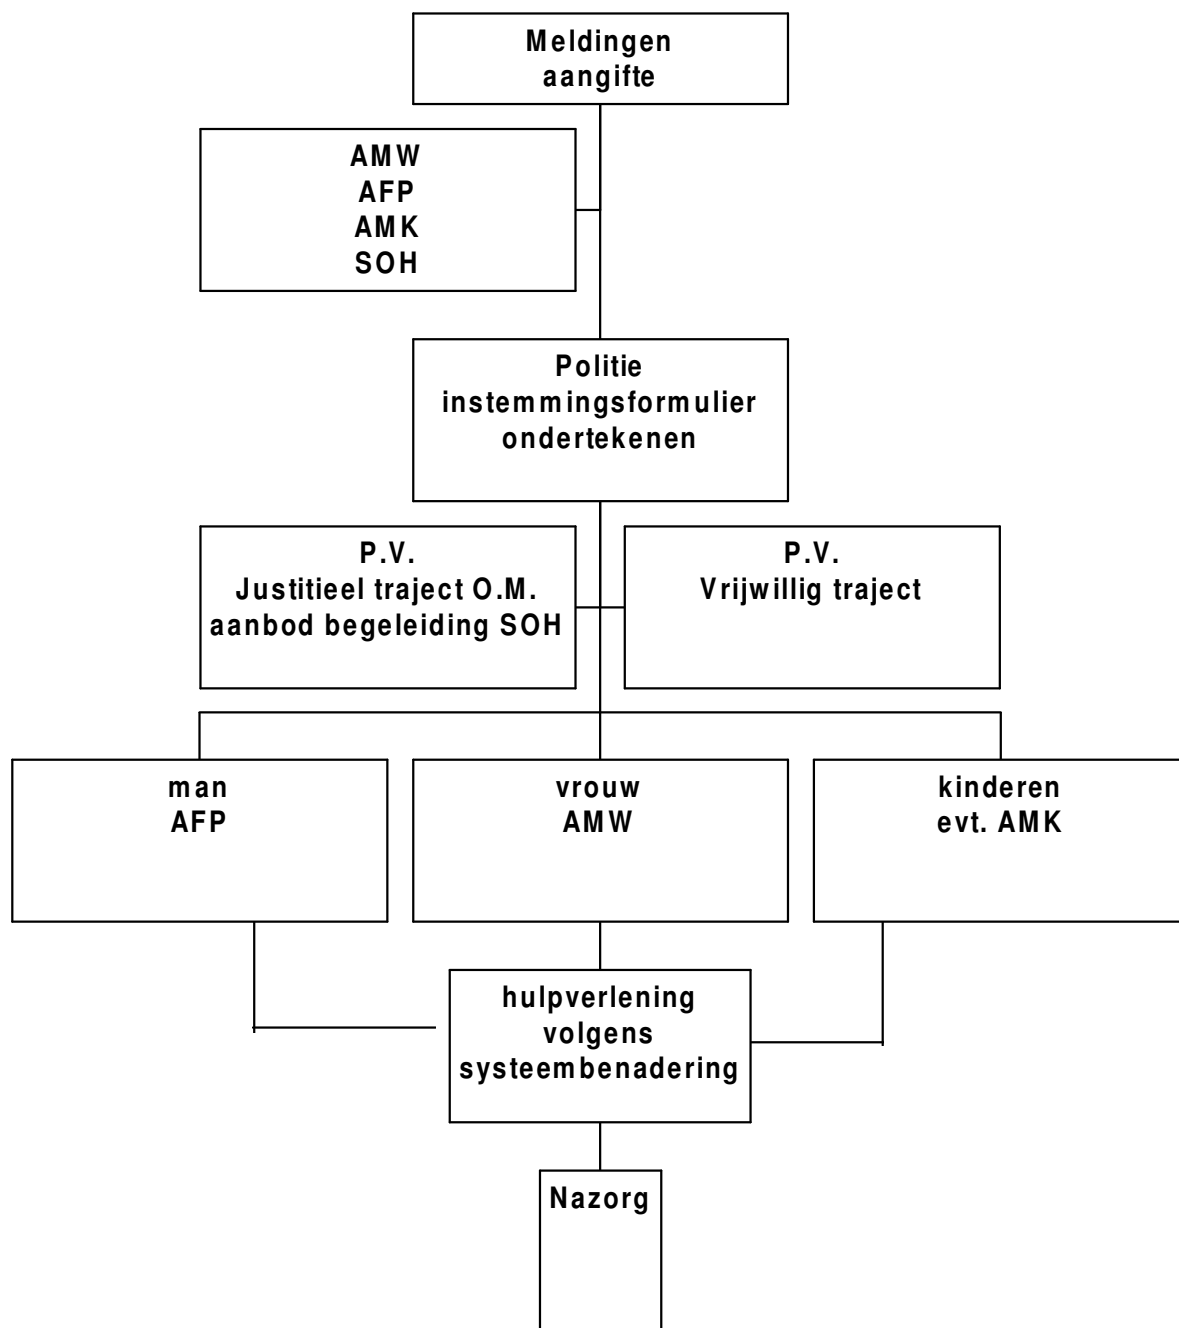 Meldingen
aangifte
AMW
AFP
AMK
SOH
Politie
instemmingsformulier
ondertekenen
P.V.
Justitieel traject O.M.
aanbod begeleiding SOH
P.V.
Vrijwillig traject
man
AFP
vrouw
AMW
kinderen
evt. AMK
hulpverlening
volgens
systeembenadering
Nazorg